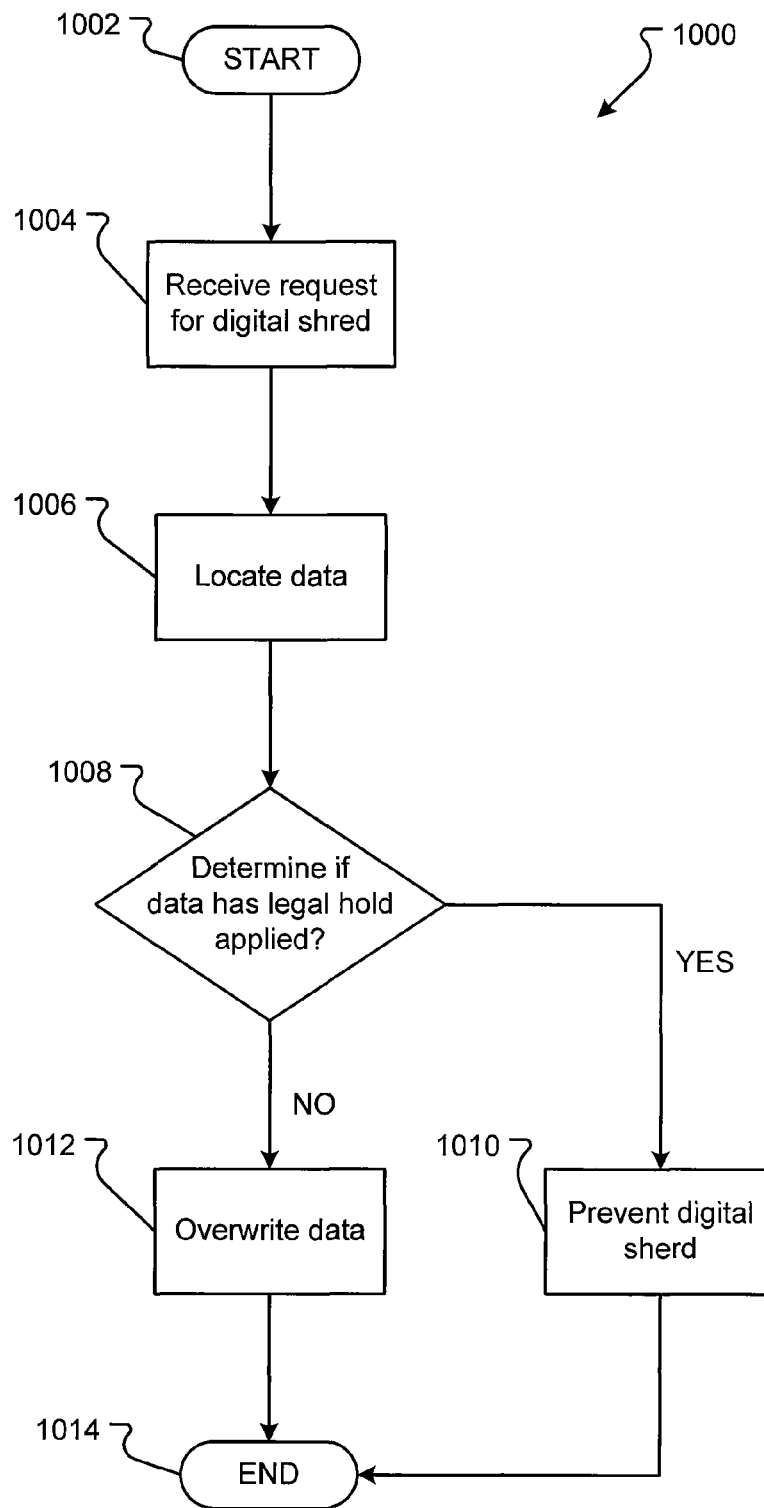 1002
START
1000
1004
Receive request
for digital shred
1006
Locate data
1008
Determine if
data has legal hold
applied?
YES
NO
1012
Overwrite data
1010
Prevent digital
sherd
1014
END